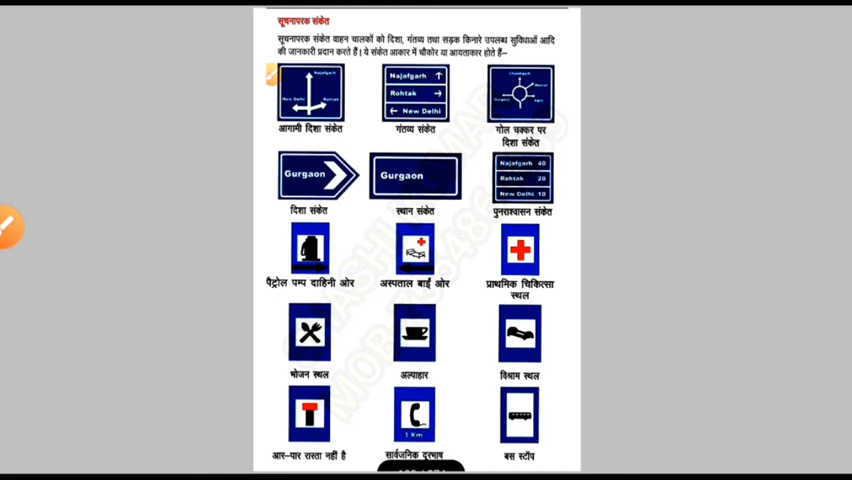 सूचनापरक संकेत
सूचनापरक संकेत वाहन चालकों को दिशा, गंतव्य तथा सड़क किनारे उपलब्ध सुविधाओं आदि
की जानकारी प्रदान करते हैं। ये संकेत आकार में चौकोर या आयताकार होते हैं–
Najafgarh
New Delhi Rohtak
आगामी दिशा संकेत
Najafgarh
Rohtak
New Delhi
गंतव्य संकेत
Chandigarh
Gurgaon
गोल चक्कर पर
दिशा संकेत
Gurgaon
दिशा संकेत
Gurgaon
स्थान संकेत
Najafgarh 40
Rohtak 20
New Delhi 10
पुनराश्वासन संकेत
पैट्रोल पम्प दाहिनी ओर
अस्पताल बाईं ओर
प्राथमिक चिकित्सा
स्थल
भोजन स्थल
अल्पाहार
विश्राम स्थल
आर-पार रास्ता नहीं है
1 Km
सार्वजनिक दूरभाष
बस स्टॉप